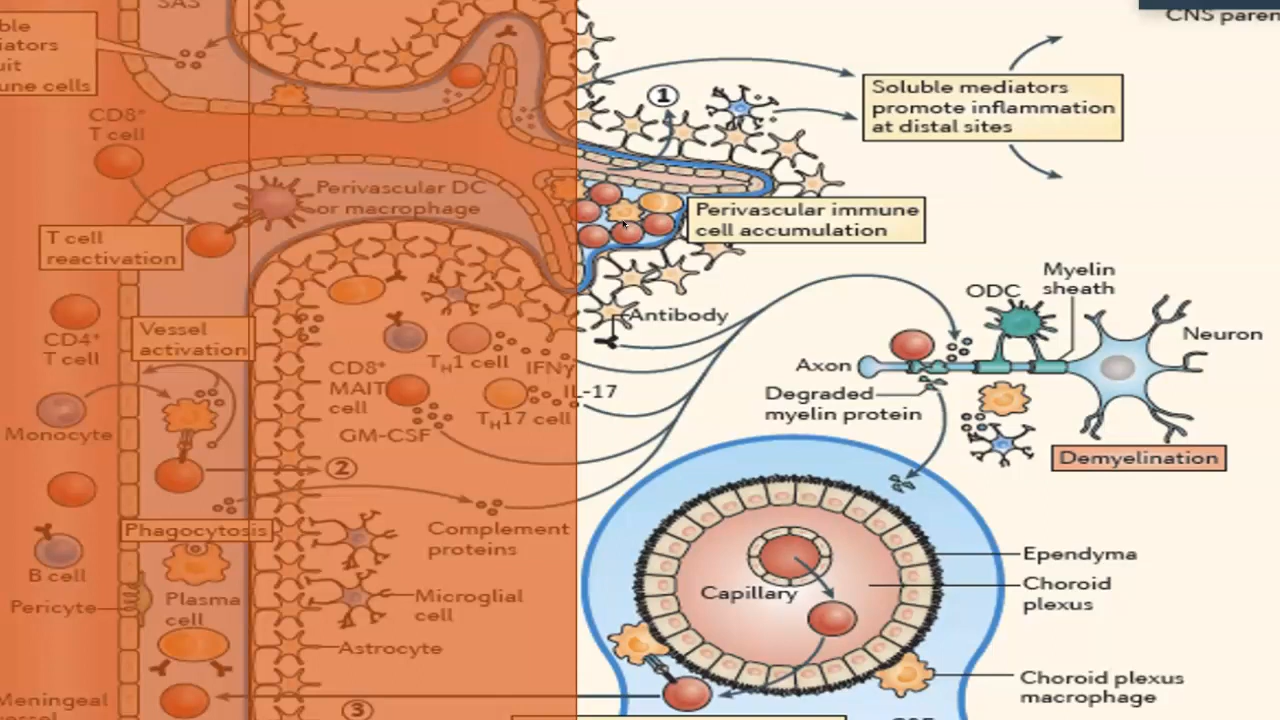 SAS
CNS paren
ble
iators
uit
une cells
Soluble mediators
promote inflammation
at distal sites
1
CD8⁺
T cell
Perivascular DC
or macrophage
Perivascular immune
cell accumulation
T cell
reactivation
Myelin
sheath
ODC
Antibody
Neuron
Vessel
activation
CD4⁺
T cell
TH1 cell
IFNγ
CD8⁺
MAIT
cell
IL-17
TH17 cell
GM-CSF
Axon
Degraded
myelin protein
Monocyte
Demyelination
2
Phagocytosis
Complement
proteins
Ependyma
B cell
Choroid
plexus
Capillary
Pericyte
Plasma
cell
Microglial
cell
Astrocyte
Choroid plexus
macrophage
Meningeal
3